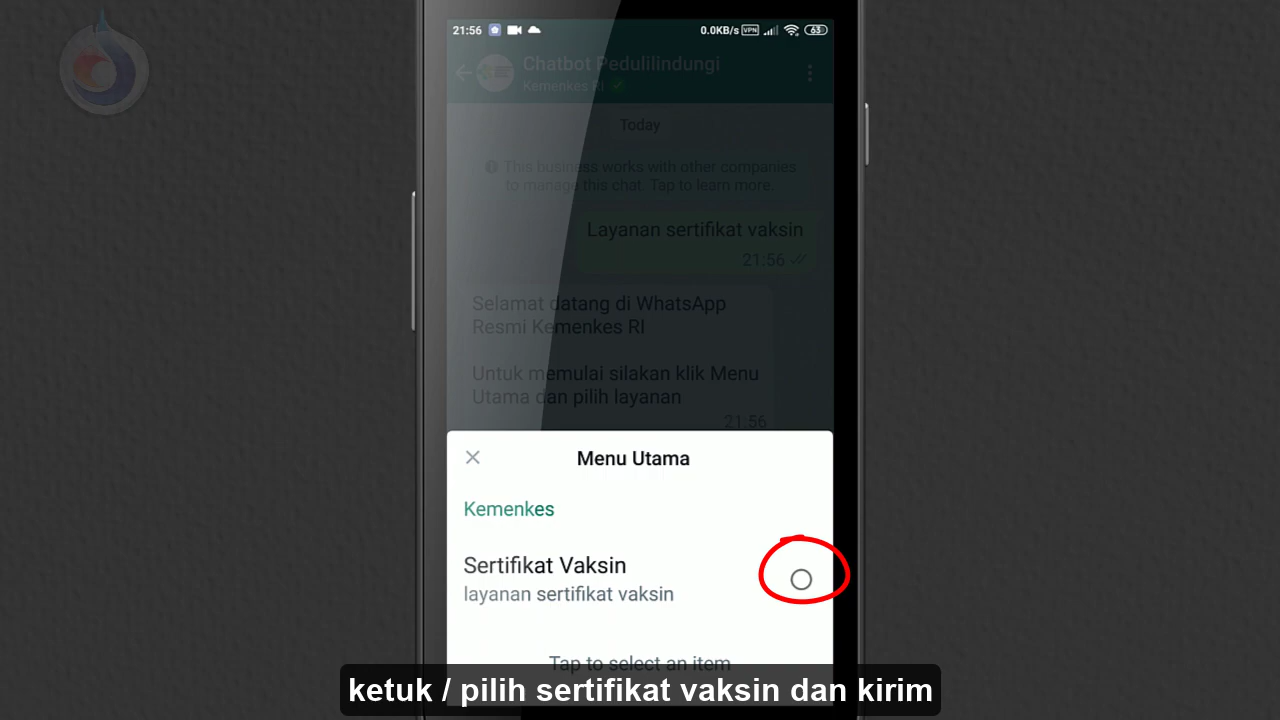 21:56
0.0KB/s VPN 63
Chatbot Pedulilindungi
Kemenkes RI
Today
This business works with other companies
to manage this chat. Tap to learn more.
Layanan sertifikat vaksin
21:56
Selamat datang di WhatsApp
Resmi Kemenkes RI
Untuk memulai silakan klik Menu
Utama dan pilih layanan
21:56
Menu Utama
Kemenkes
Sertifikat Vaksin
layanan sertifikat vaksin
Tap to select an item
ketuk / pilih sertifikat vaksin dan kirim